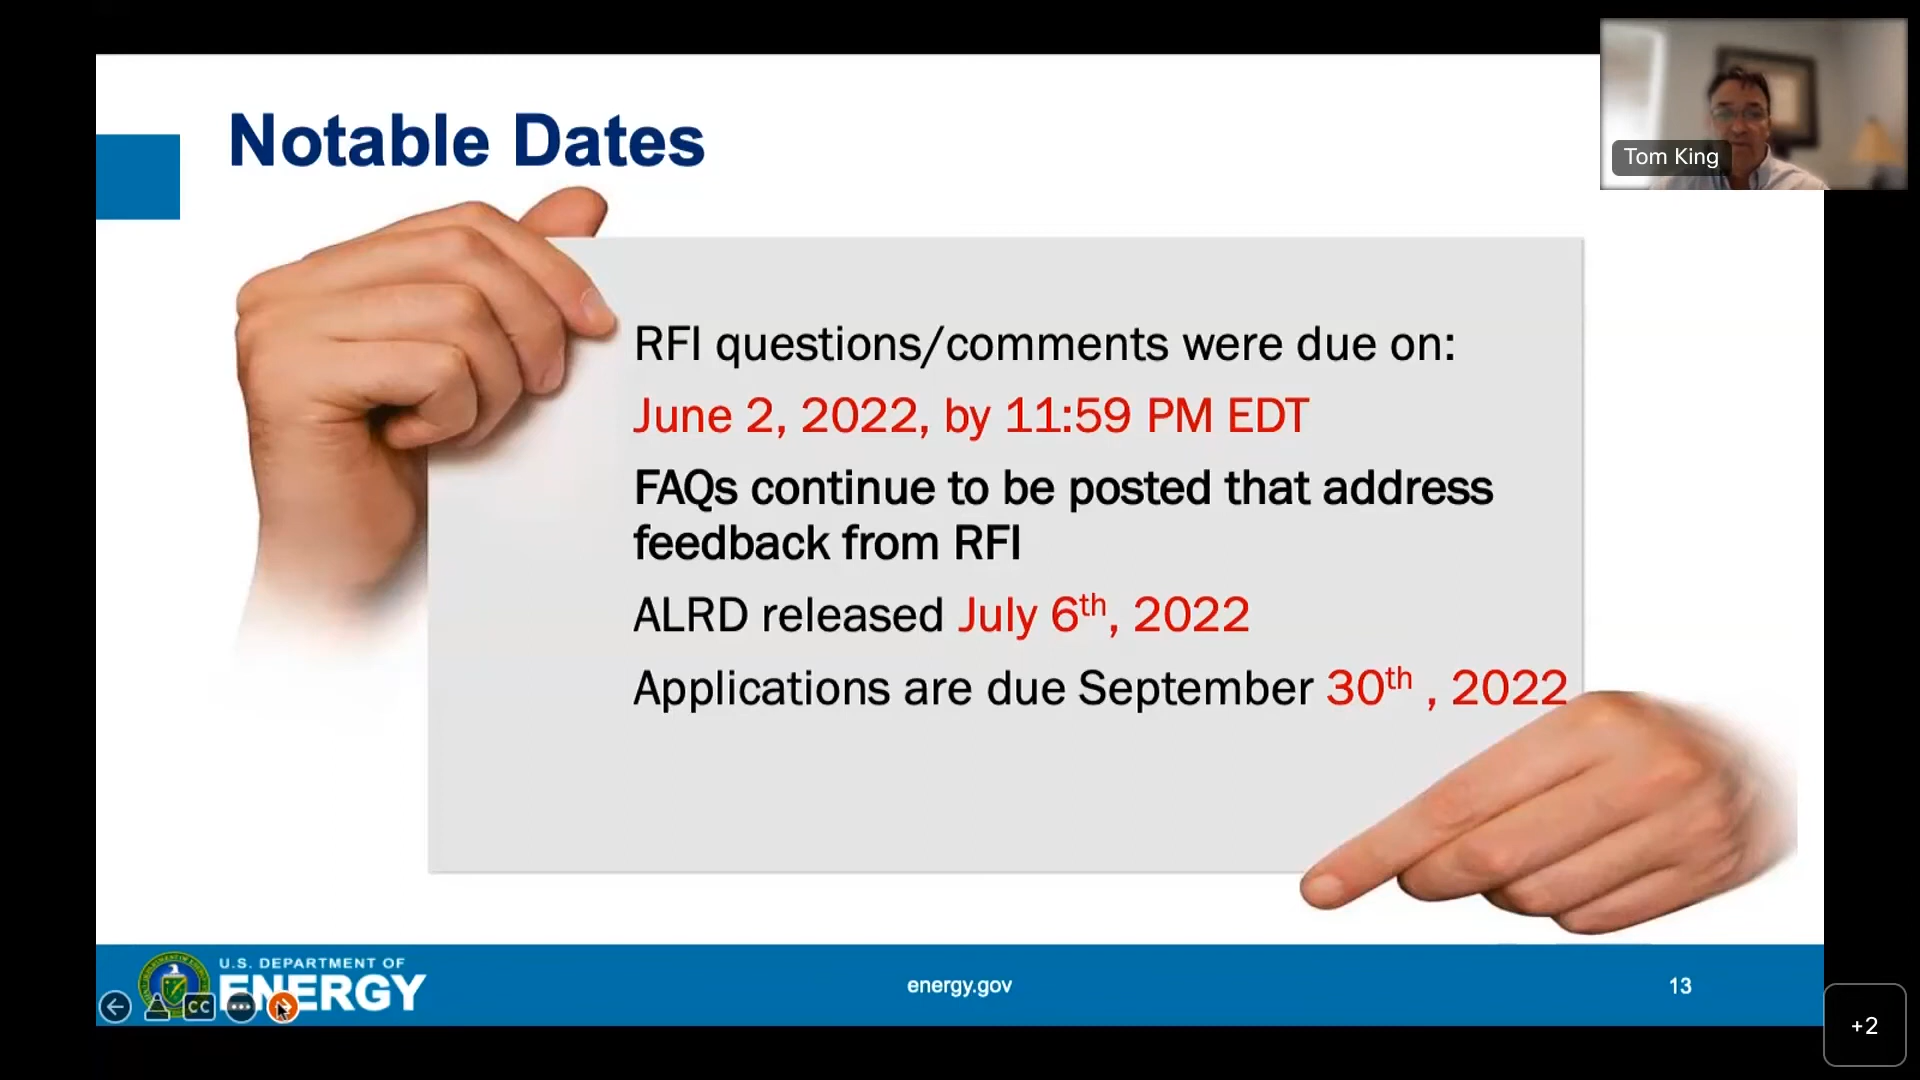 Notable Dates
Tom King
RFI questions/comments were due on:
June 2, 2022, by 11:59 PM EDT
FAQs continue to be posted that address
feedback from RFI
ALRD released July 6th, 2022
Applications are due September 30th , 2022
U.S. DEPARTMENT OF
ENERGY
CC
energy.gov
13
+2